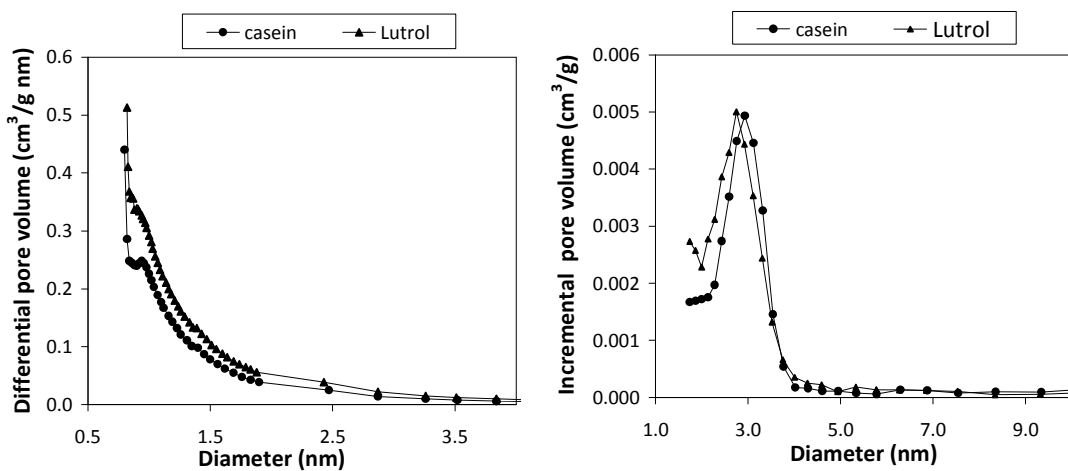 casein Lutrol
Differential pore volume (cm³/g nm)
0.6
0.5
0.4
0.3
0.2
0.1
0.0
0.5 1.5 2.5 3.5
Diameter (nm)
casein Lutrol
Incremental pore volume (cm³/g)
0.006
0.005
0.004
0.003
0.002
0.001
0.000
1.0 3.0 5.0 7.0 9.0
Diameter (nm)